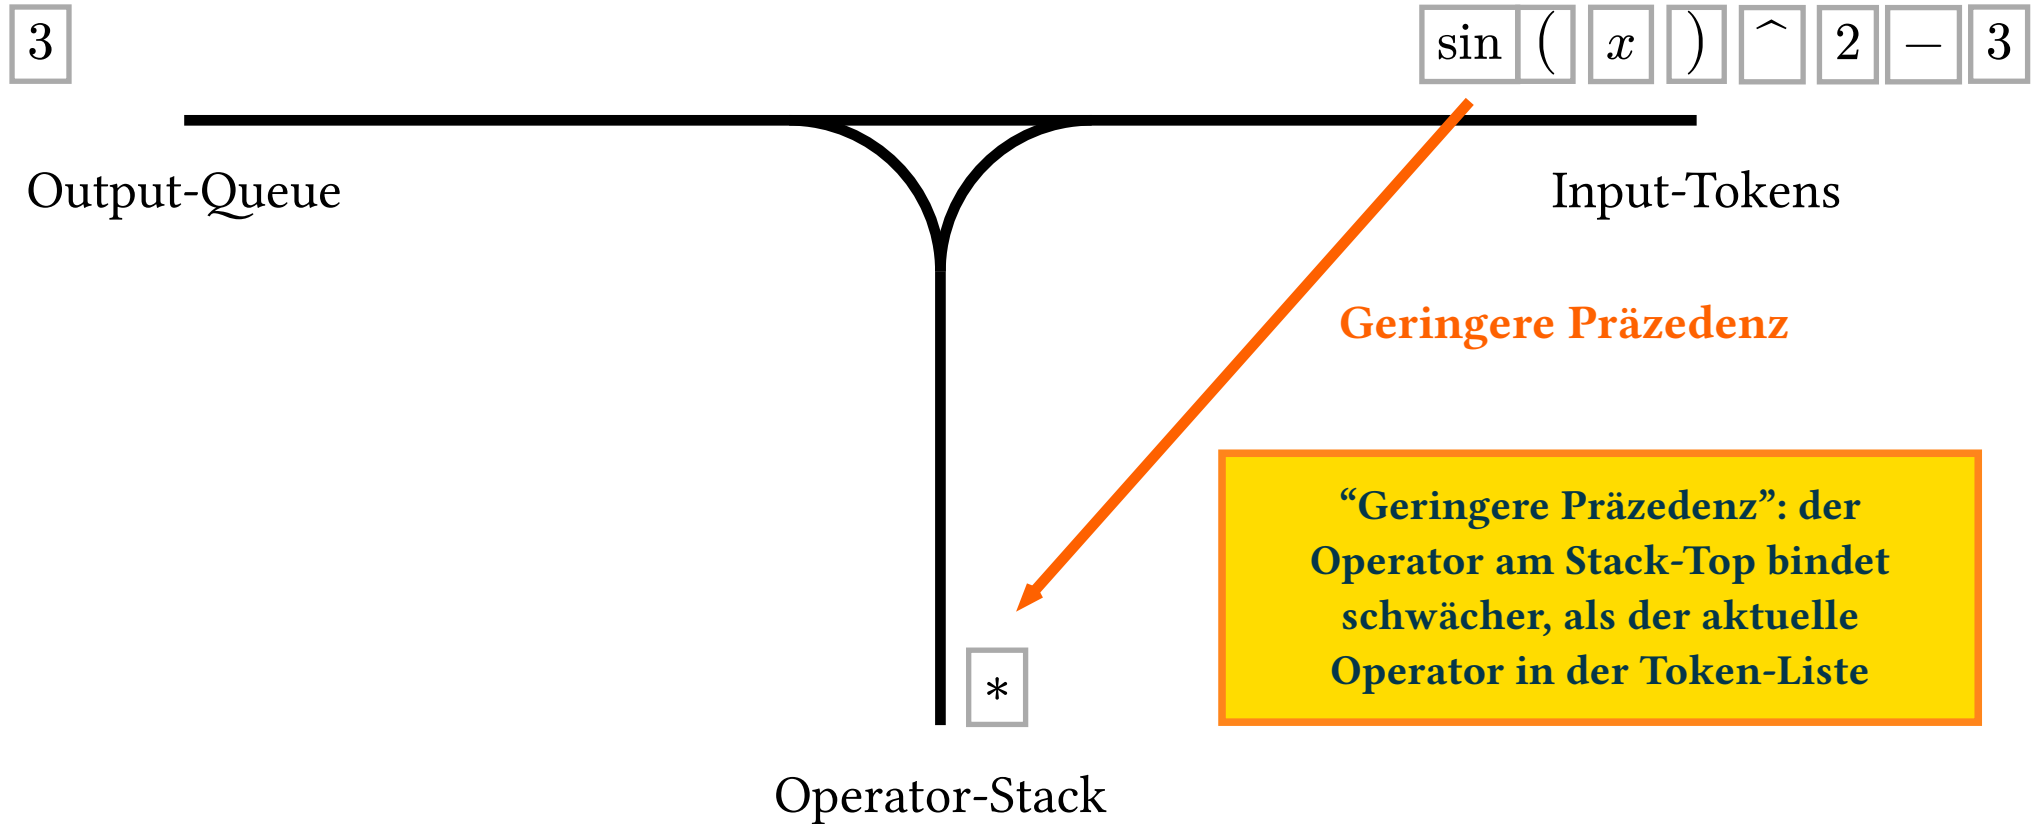 3 sin ( x ) ^ 2 − 3
Output-Queue
Input-Tokens
Geringere Präzedenz
“Geringere Präzedenz”: der
Operator am Stack-Top bindet
schwächer, als der aktuelle
Operator in der Token-Liste
*
Operator-Stack